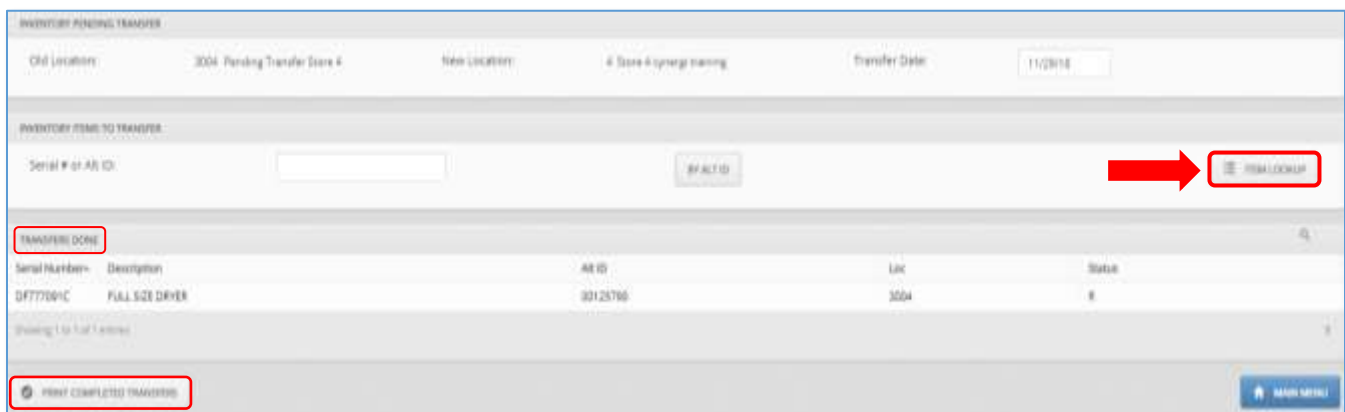 INVENTORY PENDING TRANSFER
Old Location: 3004 Pending Transfer Store 4 New Location: 4 Store 4 synergi training Transfer Date: 11/29/18
INVENTORY ITEMS TO TRANSFER
Serial # or Alt ID: BY ALT ID ITEM LOOKUP
TRANSFERS DONE
Serial Number Description Alt ID Loc Status
FULL SIZE DRYER 3004 R
Showing 1 to 1 of 1 entries 1
PRINT COMPLETED TRANSFERS MAIN MENU